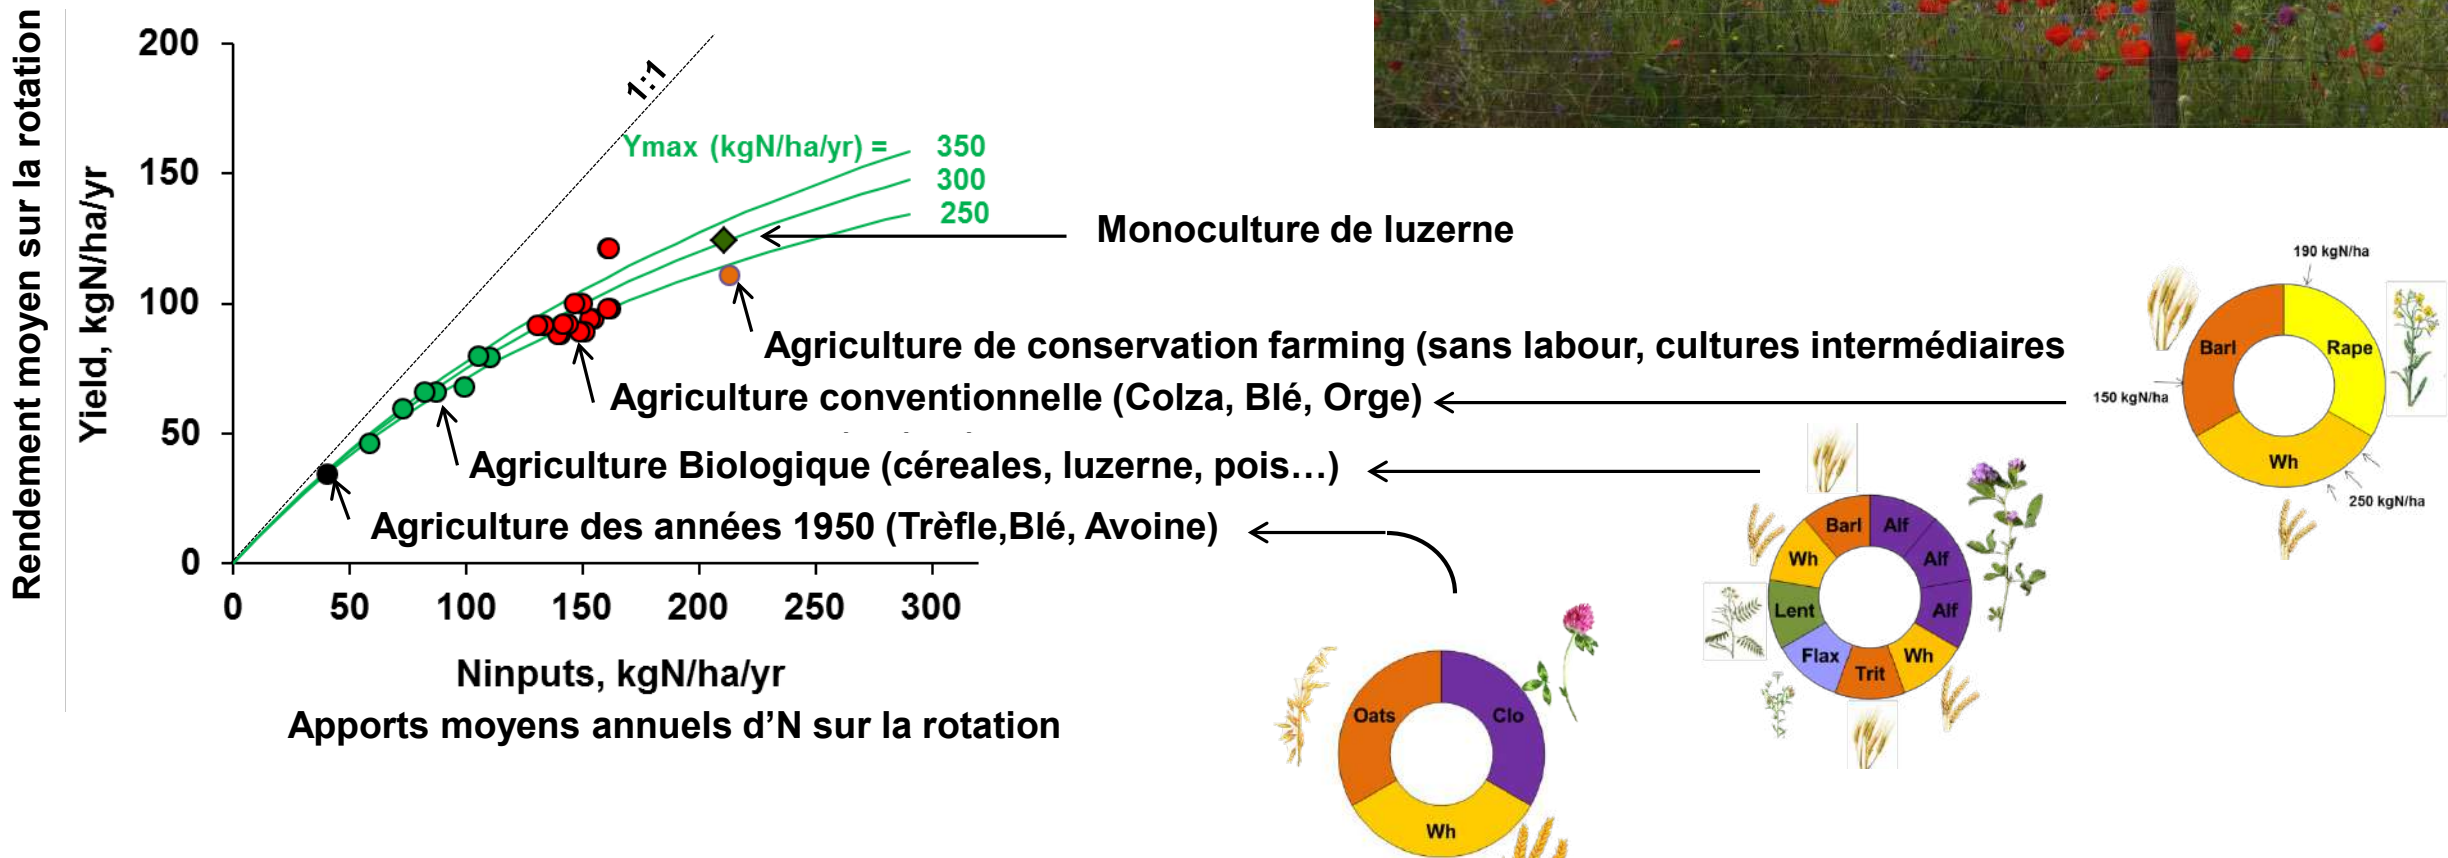 Rendement moyen sur la rotation
Yield, kgN/ha/yr
200
150
100
50
0
1:1
Ymax (kgN/ha/yr) =
350
300
250
Monoculture de luzerne
Agriculture de conservation farming (sans labour, cultures intermédiaires
Agriculture conventionnelle (Colza, Blé, Orge)
Agriculture Biologique (céreales, luzerne, pois…)
Agriculture des années 1950 (Trèfle,Blé, Avoine)
0
50
100
150
200
250
300
Ninputs, kgN/ha/yr
Apports moyens annuels d’N sur la rotation
190 kgN/ha
Barl
Rape
150 kgN/ha
Wh
250 kgN/ha
Barl
Alf
Wh
Alf
Lent
Alf
Flax
Trit
Wh
Oats
Clo
Wh